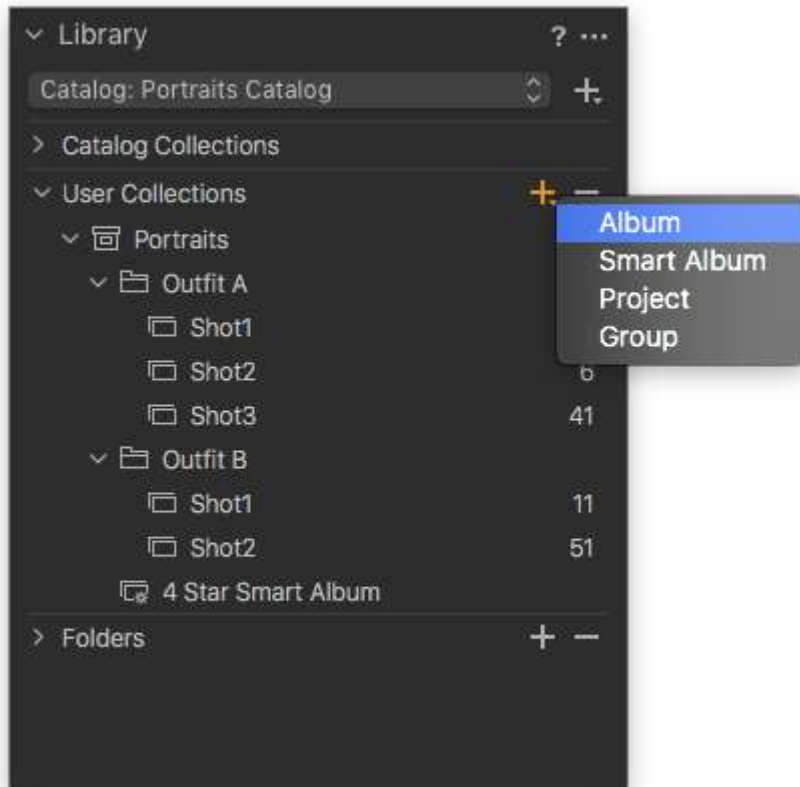 Library ? ...
Catalog: Portraits Catalog
Catalog Collections
User Collections
Album
Portraits
Smart Album
Outfit A
Project
Shot1
Group
Shot2 6
Shot3 41
Outfit B
Shot1 11
Shot2 51
4 Star Smart Album
Folders